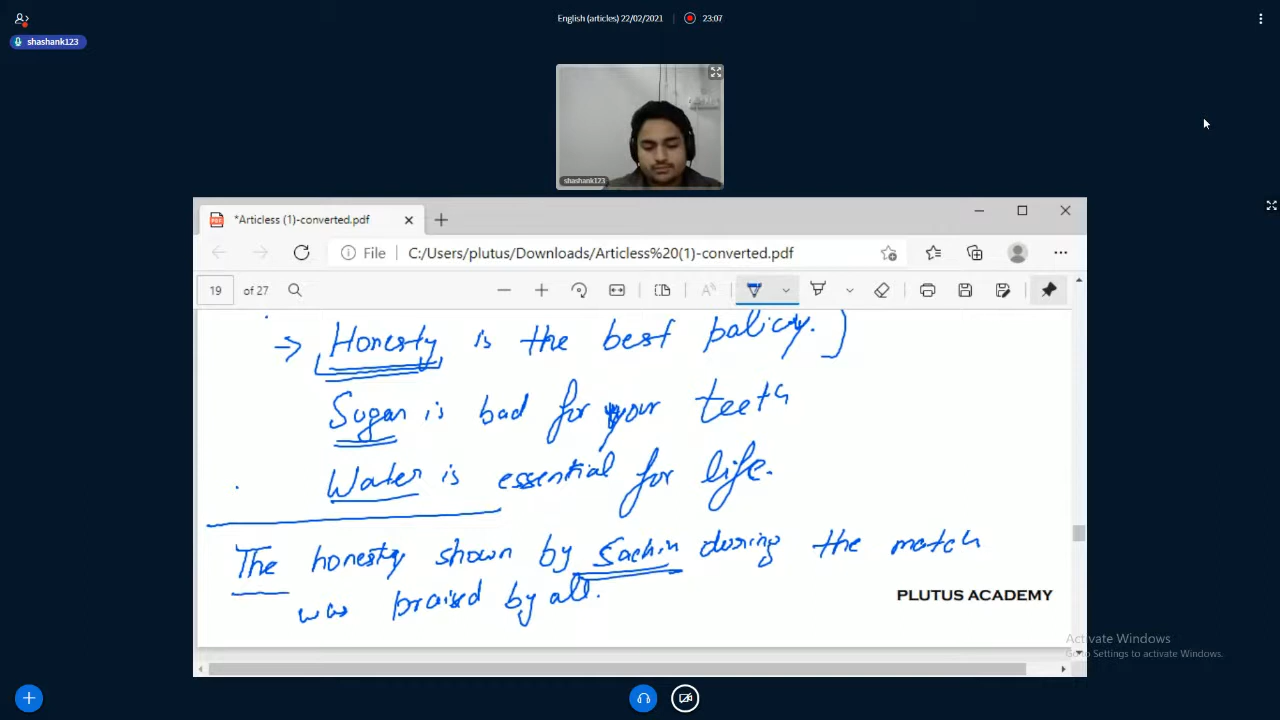 English (articles) 22/02/2021 23:07
shashank123
shashank123
*Articless (1)-converted.pdf
File C:/Users/plutus/Downloads/Articless%20(1)-converted.pdf
19 of 27
→ Honesty is the best policy.
Sugar is bad for your teeth
Water is essential for life.
The honesty shown by Sachin during the match
was praised by all.
PLUTUS ACADEMY
Activate Windows
Go to Settings to activate Windows.